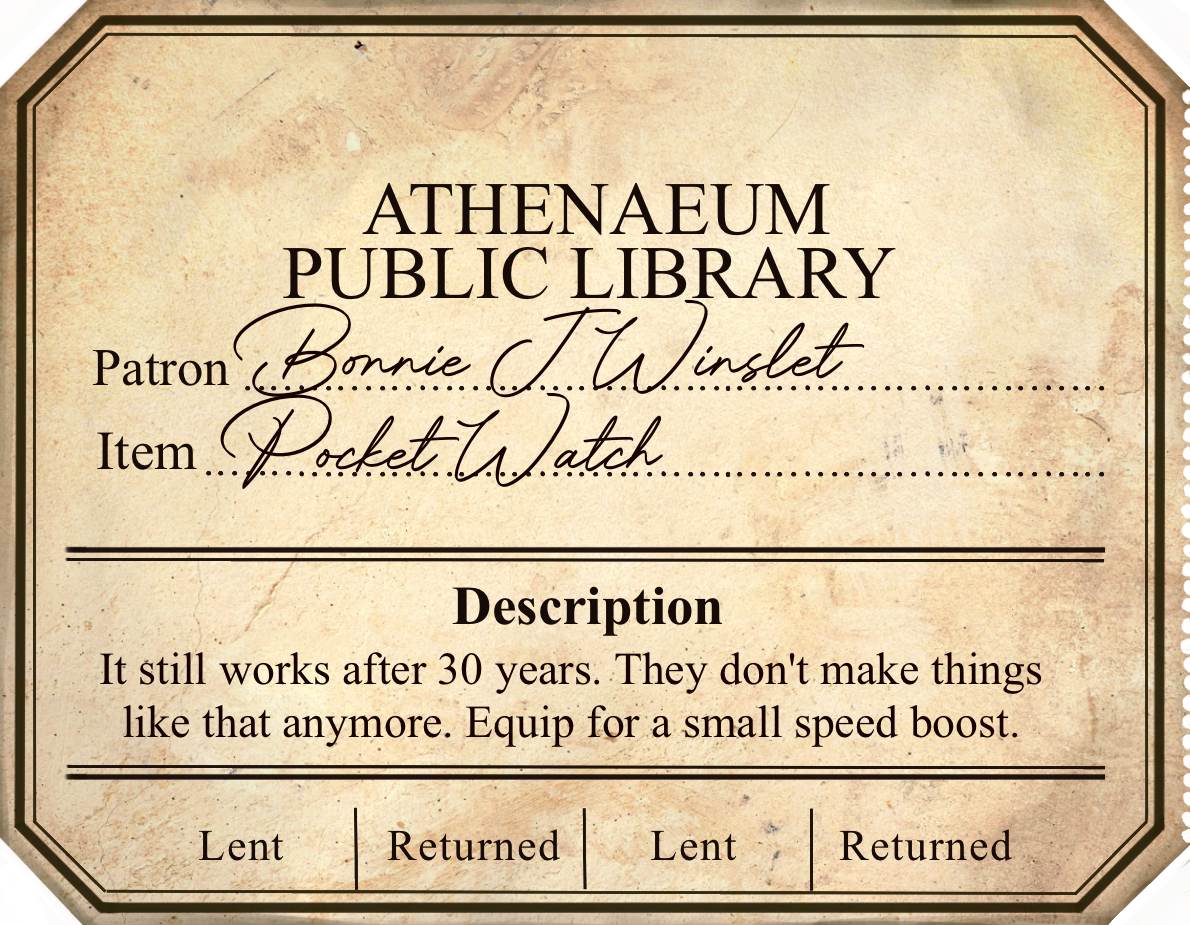 ATHENAEUM
PUBLIC LIBRARY
Patron Bonnie J Winslet
Item Pocket Watch
Description
It still works after 30 years. They don't make things
like that anymore. Equip for a small speed boost.
Lent Returned Lent Returned